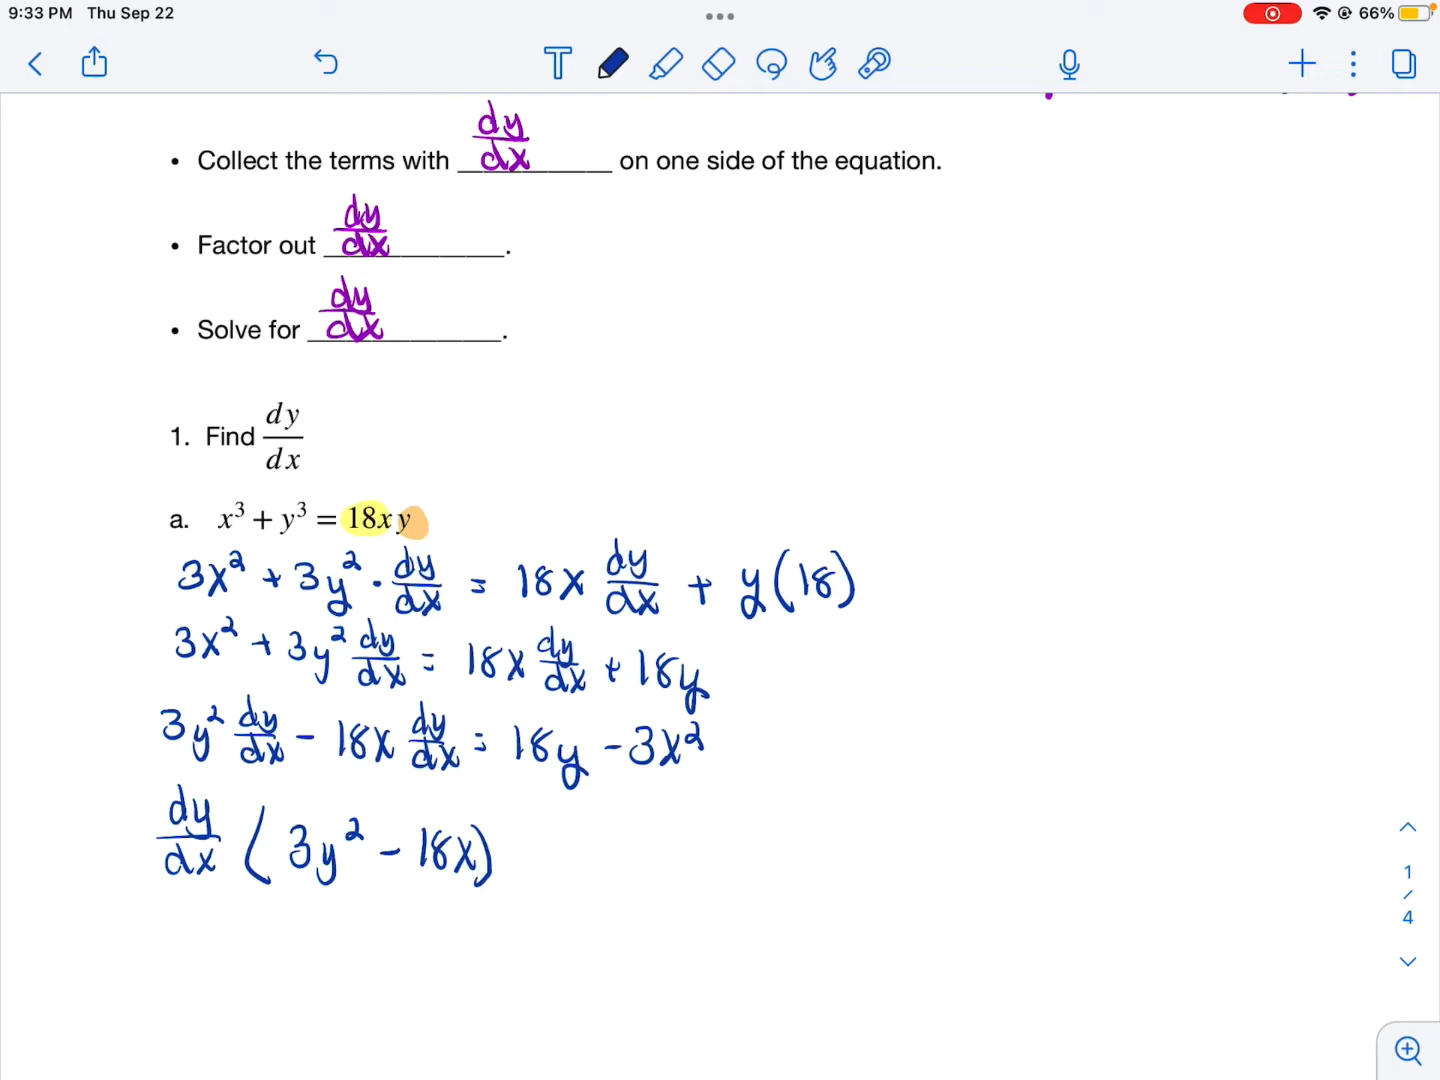 9:33 PM Thu Sep 22
66%
• Collect the terms with dy/dx on one side of the equation.
• Factor out dy/dx.
• Solve for dy/dx.
1. Find dy/dx
a. x³ + y³ = 18xy
3x² + 3y² · dy/dx = 18x dy/dx + y(18)
3x² + 3y² dy/dx = 18x dy/dx + 18y
3y² dy/dx - 18x dy/dx = 18y - 3x²
dy/dx (3y² - 18x)
1
/
4